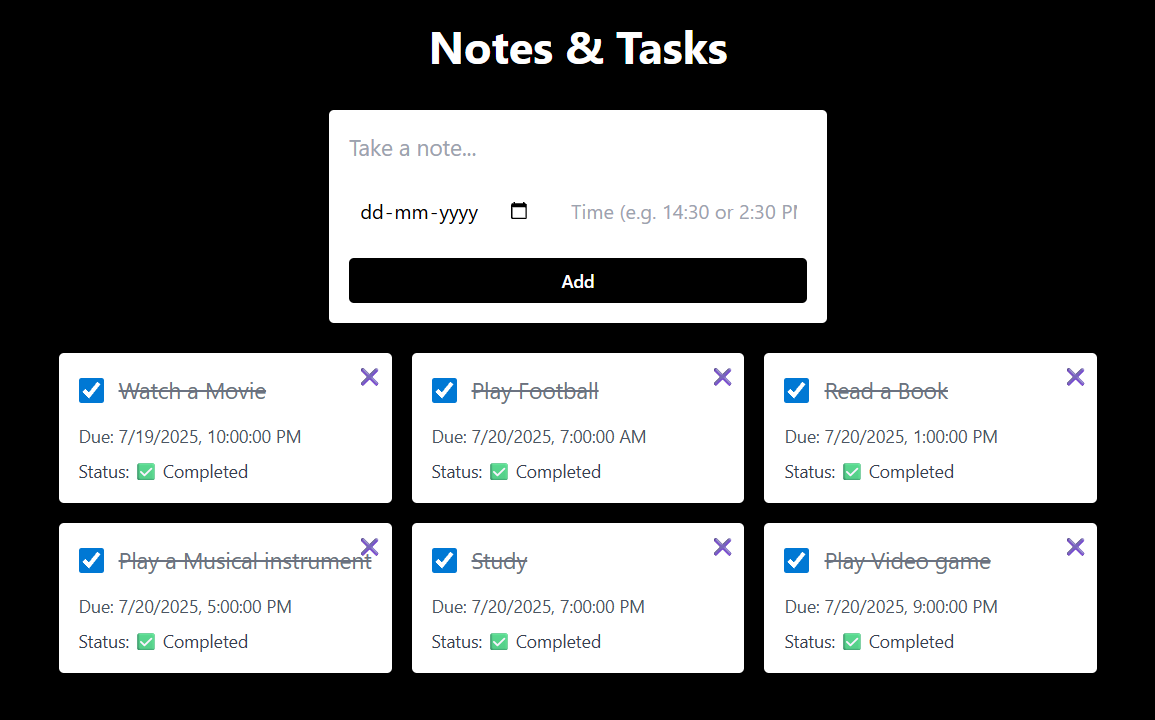 Notes & Tasks
Take a note...
dd-mm-yyyy
Time (e.g. 14:30 or 2:30 PM
Add
Watch a Movie
Due: 7/19/2025, 10:00:00 PM
Status: ✅ Completed
Play Football
Due: 7/20/2025, 7:00:00 AM
Status: ✅ Completed
Read a Book
Due: 7/20/2025, 1:00:00 PM
Status: ✅ Completed
Play a Musical instrument
Due: 7/20/2025, 5:00:00 PM
Status: ✅ Completed
Study
Due: 7/20/2025, 7:00:00 PM
Status: ✅ Completed
Play Video game
Due: 7/20/2025, 9:00:00 PM
Status: ✅ Completed